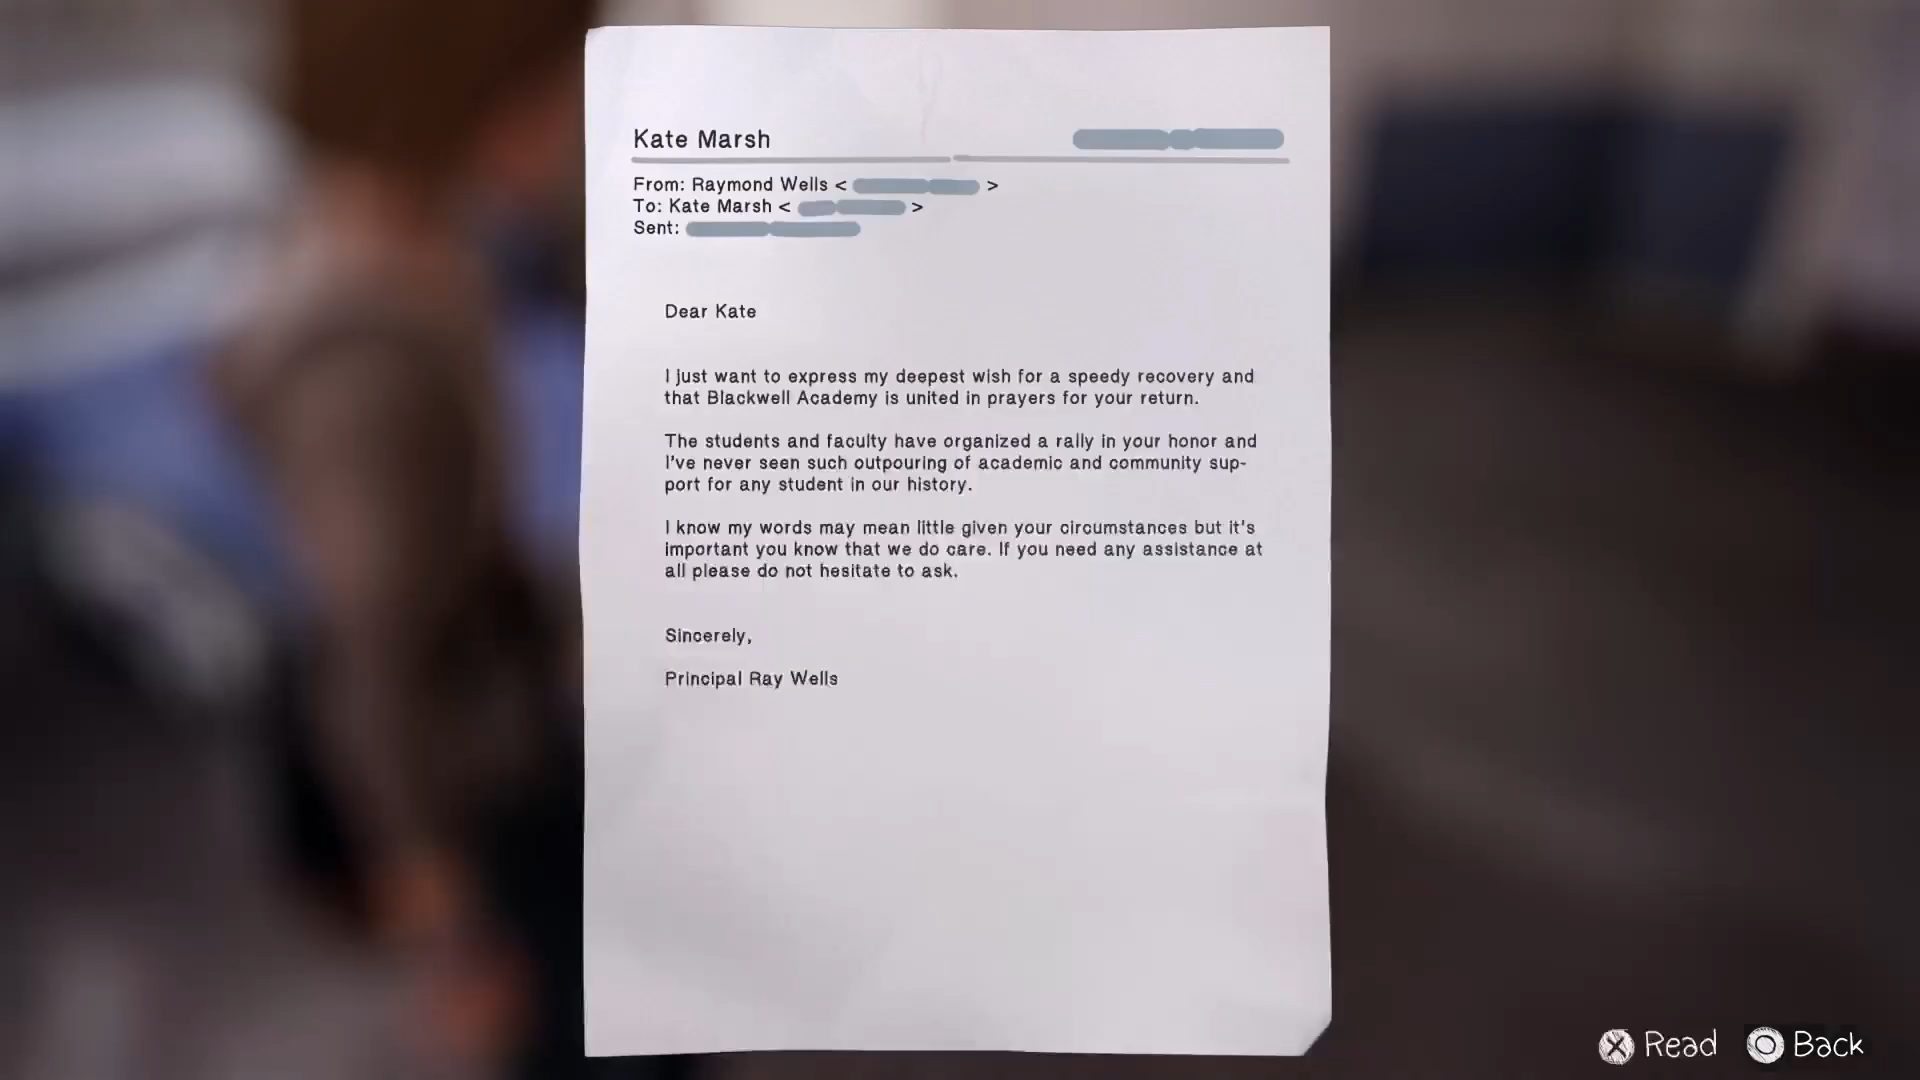 Kate Marsh
From: Raymond Wells < >
To: Kate Marsh < >
Sent:
Dear Kate
I just want to express my deepest wish for a speedy recovery and
that Blackwell Academy is united in prayers for your return.
The students and faculty have organized a rally in your honor and
I've never seen such outpouring of academic and community sup-
port for any student in our history.
I know my words may mean little given your circumstances but it's
important you know that we do care. If you need any assistance at
all please do not hesitate to ask.
Sincerely,
Principal Ray Wells
Read Back